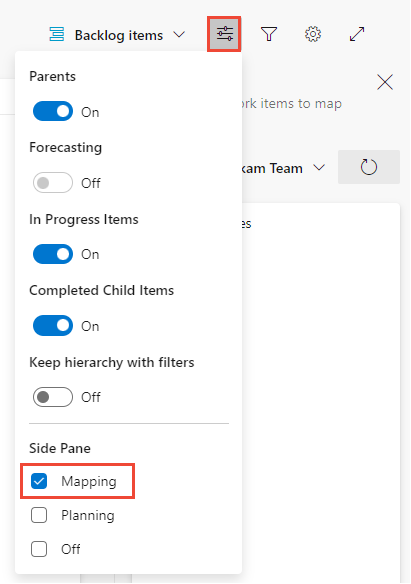 Backlog items
Parents
On
ork items to map
Forecasting
kam Team
Off
In Progress Items
es
On
Completed Child Items
On
Keep hierarchy with filters
Off
Side Pane
Mapping
Planning
Off